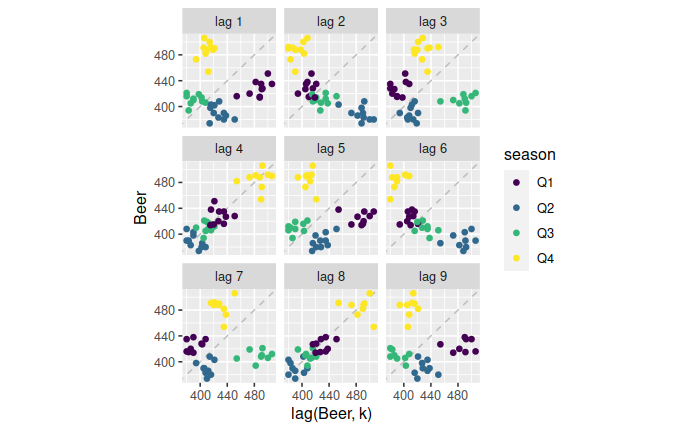 lag 1 lag 2 lag 3
480
440
400
lag 4 lag 5 lag 6
480
440
400
lag 7 lag 8 lag 9
480
440
400
400 440 480 400 440 480 400 440 480
lag(Beer, k)
Beer
season
Q1
Q2
Q3
Q4